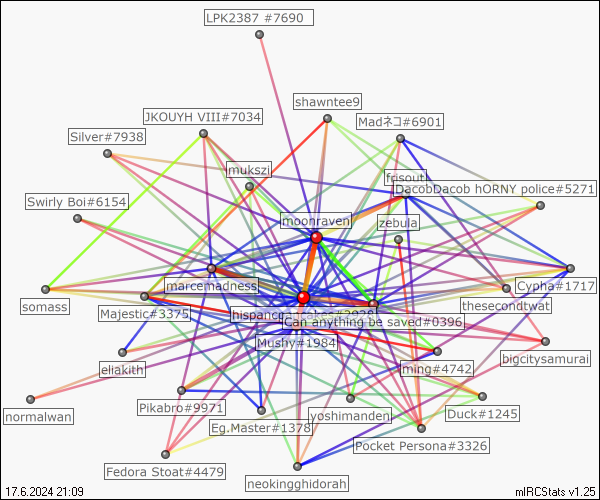 LPK2387 #7690
shawntee9
JKOUYH VIII#7034
Madネコ#6901
Silver#7938
mukszi
frisouth
DacobDacob hORNY police#5271
Swirly Boi#6154
moonraven
zebula
marcemadness
Cypha#1717
somass
thesecondtwat
Majestic#3375
Can anything be saved#0396
Mushy#1984
bigcitysamurai
eliakith
ming#4742
normalwan
Pikabro#9971
yoshimanden
Duck#1245
Eg.Master#1378
Pocket Persona#3326
Fedora Stoat#4479
neokingghidorah
17.6.2024 21:09
mIRCStats v1.25